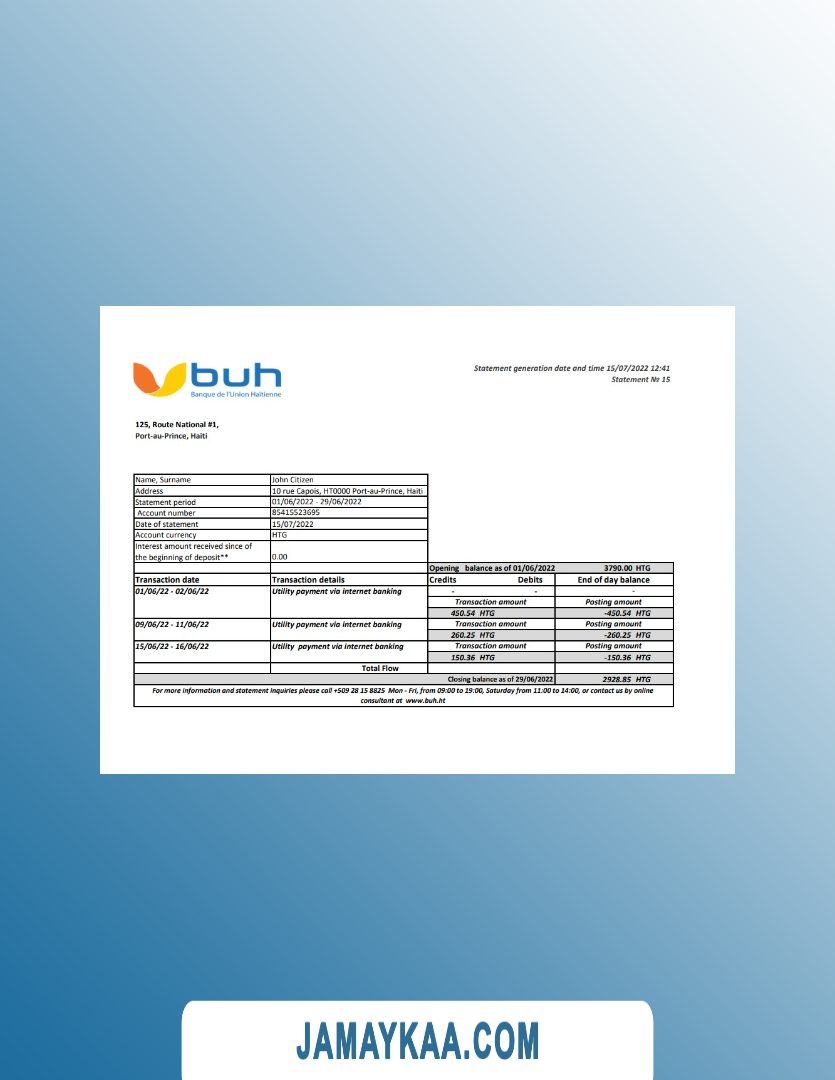 buh
Banque de l'Union Haïtienne
Statement generation date and time 15/07/2022 12:41
Statement № 15
125, Route National #1,
Port-au-Prince, Haiti
Name, Surname John Citizen
Address 10 rue Capois, HT0000 Port-au-Prince, Haiti
Statement period 01/06/2022 - 29/06/2022
Account number 85415523695
Date of statement 15/07/2022
Account currency HTG
Interest amount received since of
the beginning of deposit** 0.00
Opening balance as of 01/06/2022 3790.00 HTG
Transaction date Transaction details Credits Debits End of day balance
01/06/22 - 02/06/22 Utility payment via internet banking - - -
Transaction amount Posting amount
450.54 HTG -450.54 HTG
09/06/22 - 11/06/22 Utility payment via internet banking Transaction amount Posting amount
260.25 HTG -260.25 HTG
15/06/22 - 16/06/22 Utility payment via internet banking Transaction amount Posting amount
150.36 HTG -150.36 HTG
Total Flow
Closing balance as of 29/06/2022 2928.85 HTG
For more information and statement inquiries please call +509 28 15 8825 Mon - Fri, from 09:00 to 19:00, Saturday from 11:00 to 14:00, or contact us by online
consultant at www.buh.ht
JAMAYKAA.COM